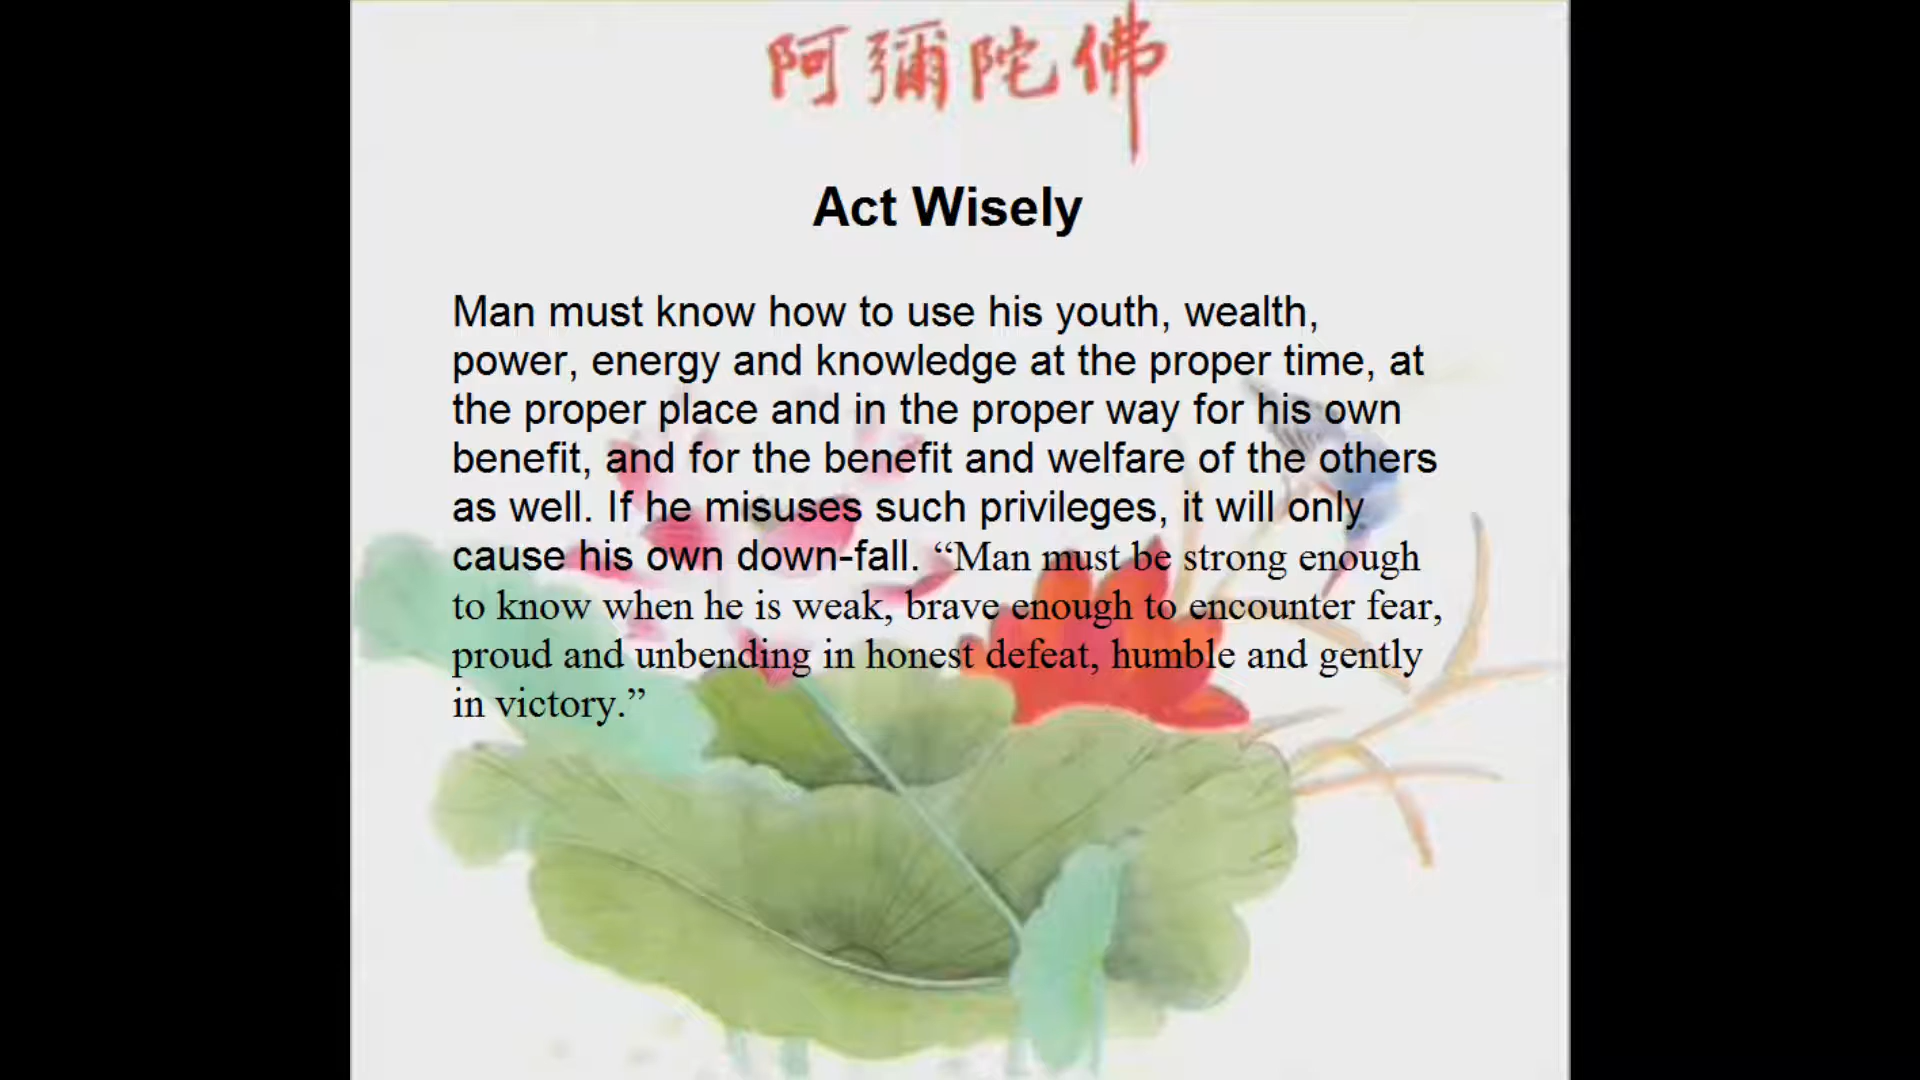 阿彌陀佛
Act Wisely
Man must know how to use his youth, wealth,
power, energy and knowledge at the proper time, at
the proper place and in the proper way for his own
benefit, and for the benefit and welfare of the others
as well. If he misuses such privileges, it will only
cause his own down-fall. “Man must be strong enough
to know when he is weak, brave enough to encounter fear,
proud and unbending in honest defeat, humble and gently
in victory.”